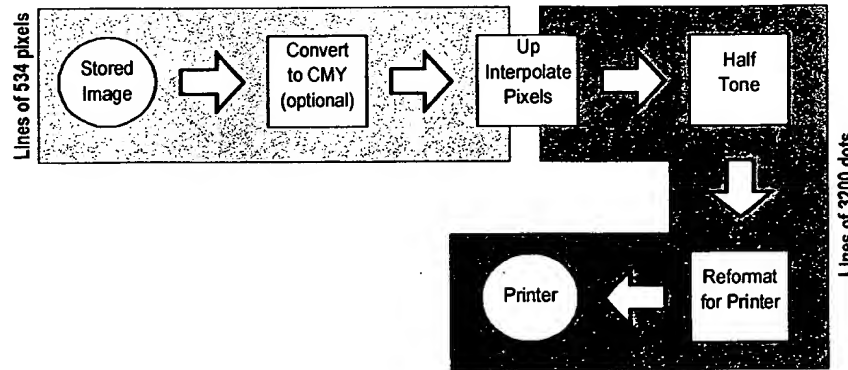 Lines of 534 pixels
Stored
Image
Convert
to CMY
(optional)
Up
Interpolate
Pixels
Half
Tone
Lines of 3200 dots
Reformat
for Printer
Printer